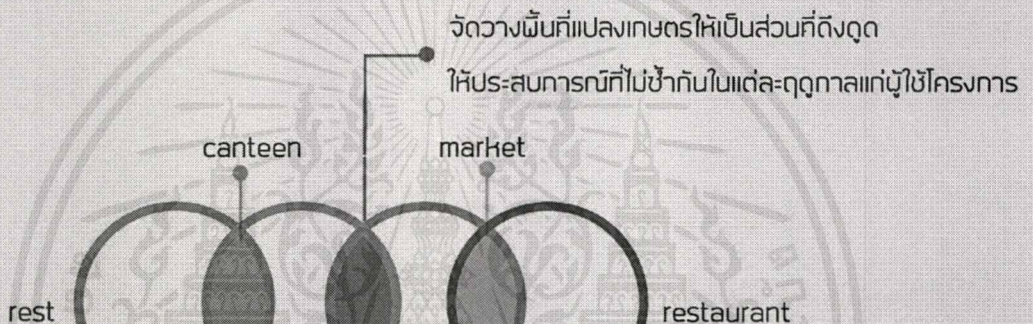 จัดวางพื้นที่แปลงเกษตรให้เป็นส่วนที่ดึงดูด
ให้ประสบการณ์ที่ไม่ซ้ำกันในแต่ละฤดูกาลแก่ผู้ใช้โครงการ
canteen
market
rest
restaurant